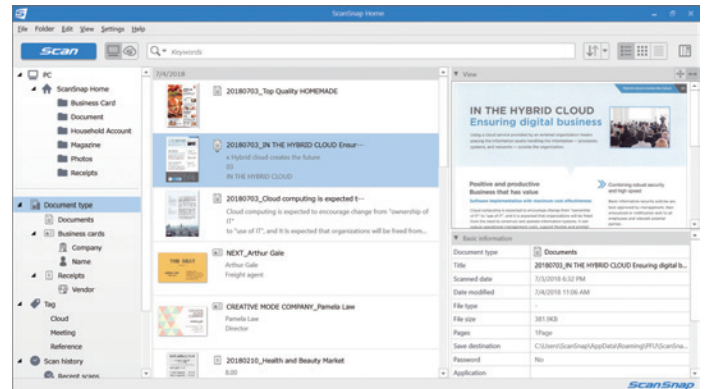 ScanSnap Home
File Folder Edit View Settings Help
Scan
Keywords
PC
ScanSnap Home
Business Card
Document
Household Account
Magazine
Photos
Receipts
Document type
Documents
Business cards
Company
Name
Receipts
Vendor
Tag
Cloud
Meeting
Reference
Scan history
Recent scans
7/4/2018
20180703_Top Quality HOMEMADE
20180703_IN THE HYBRID CLOUD Ensur···
« Hybrid cloud creates the future
03
IN THE HYBRID CLOUD
20180703_Cloud computing is expected t···
Cloud computing is expected to encourage change from "ownership of
IT"
to "use of IT", and It is expected that organizations will be freed from...
NEXT_Arthur Gale
Arthur Gale
Freight agent
CREATIVE MODE COMPANY_Pamela Law
Pamela Law
Director
20180210_Health and Beauty Market
8.00
View
IN THE HYBRID CLOUD
Ensuring digital business
Positive and productive
Business that has value
Combining robust security
and high speed
Basic information
Document type Documents
Title 20180703_IN THE HYBRID CLOUD Ensuring digital b...
Scanned date 7/3/2018 6:32 PM
Date modified 7/4/2018 11:06 AM
File type -
File size 381.9KB
Pages 1Page
Save destination C:\Users\ScanSnap\AppData\Roaming\PFU\ScanSna...
Password No
Application
ScanSnap